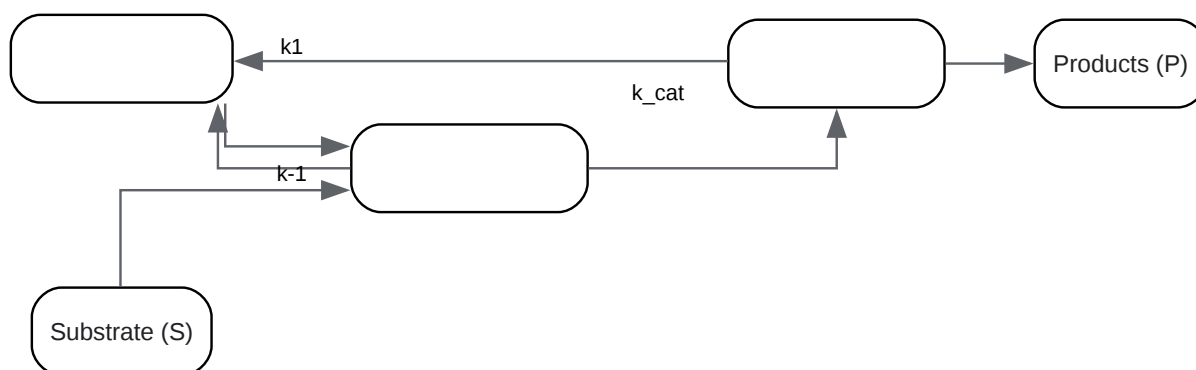 k1
Products (P)
k_cat
k-1
Substrate (S)